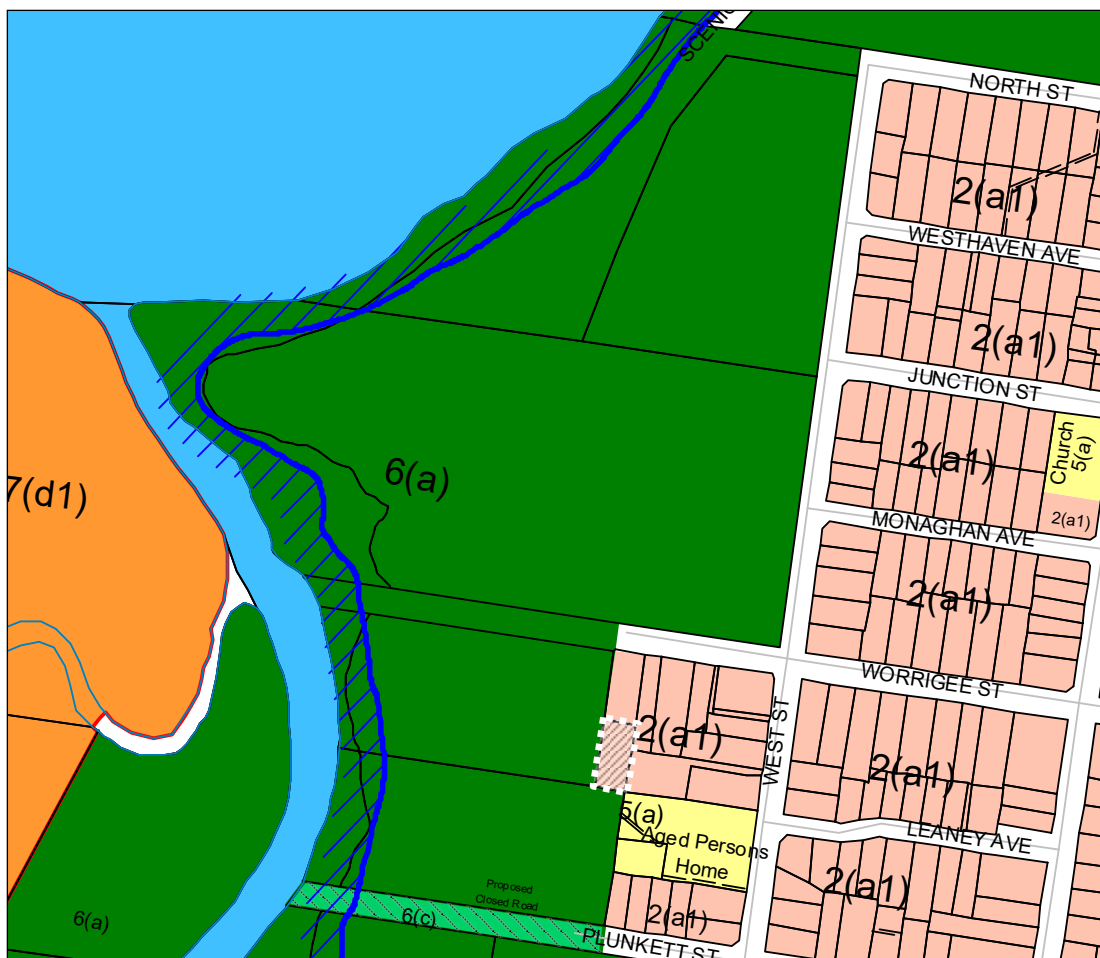 SCENIC
NORTH ST
2(a1)
WESTHAVEN AVE
2(a1)
JUNCTION ST
Church
5(a)
2(a1)
6(a)
7(d1)
2(a1)
MONAGHAN AVE
2(a1)
WORRIGEE ST
WEST ST
2(a1)
2(a1)
5(a)
Aged Persons
Home
LEANEY AVE
2(a1)
Proposed
Closed Road
6(c)
6(a)
2(a1)
PLUNKETT ST